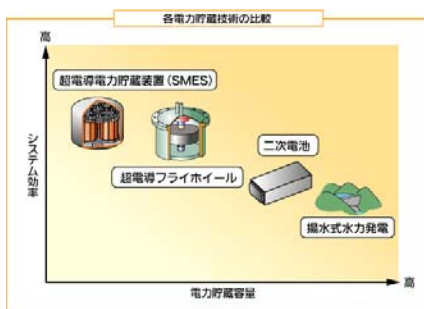 各電力貯蔵技術の比較
高
超電導電力貯蔵装置(SMES)
超電導フライホイール
二次電池
揚水式水力発電
システム効率
高
電力貯蔵容量